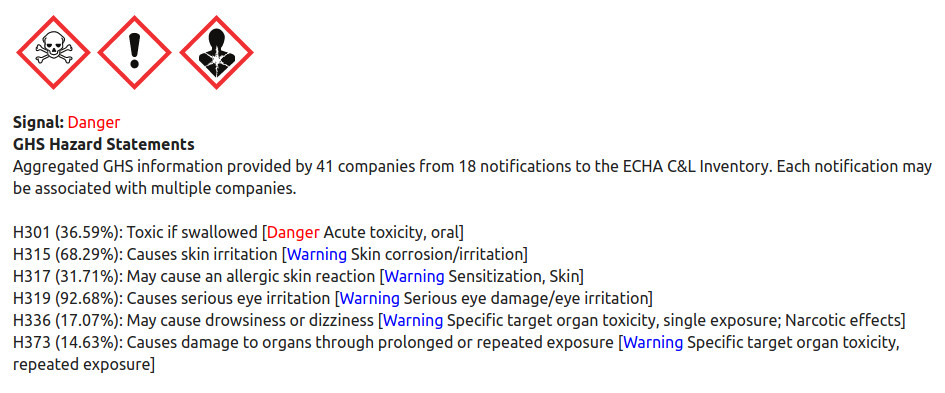 Signal: Danger
GHS Hazard Statements
Aggregated GHS information provided by 41 companies from 18 notifications to the ECHA C&L Inventory. Each notification may
be associated with multiple companies.
H301 (36.59%): Toxic if swallowed [Danger Acute toxicity, oral]
H315 (68.29%): Causes skin irritation [Warning Skin corrosion/irritation]
H317 (31.71%): May cause an allergic skin reaction [Warning Sensitization, Skin]
H319 (92.68%): Causes serious eye irritation [Warning Serious eye damage/eye irritation]
H336 (17.07%): May cause drowsiness or dizziness [Warning Specific target organ toxicity, single exposure; Narcotic effects]
H373 (14.63%): Causes damage to organs through prolonged or repeated exposure [Warning Specific target organ toxicity,
repeated exposure]